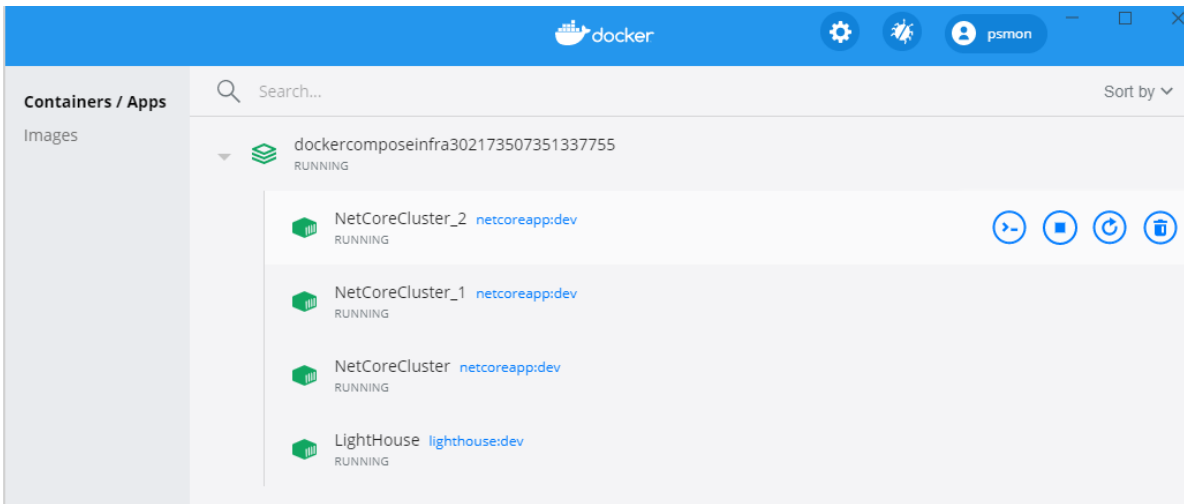 docker
psmon
Containers / Apps
Images
Search...
Sort by
dockercomposeinfra302173507351337755
RUNNING
NetCoreCluster_2 netcoreapp:dev
RUNNING
NetCoreCluster_1 netcoreapp:dev
RUNNING
NetCoreCluster netcoreapp:dev
RUNNING
LightHouse lighthouse:dev
RUNNING